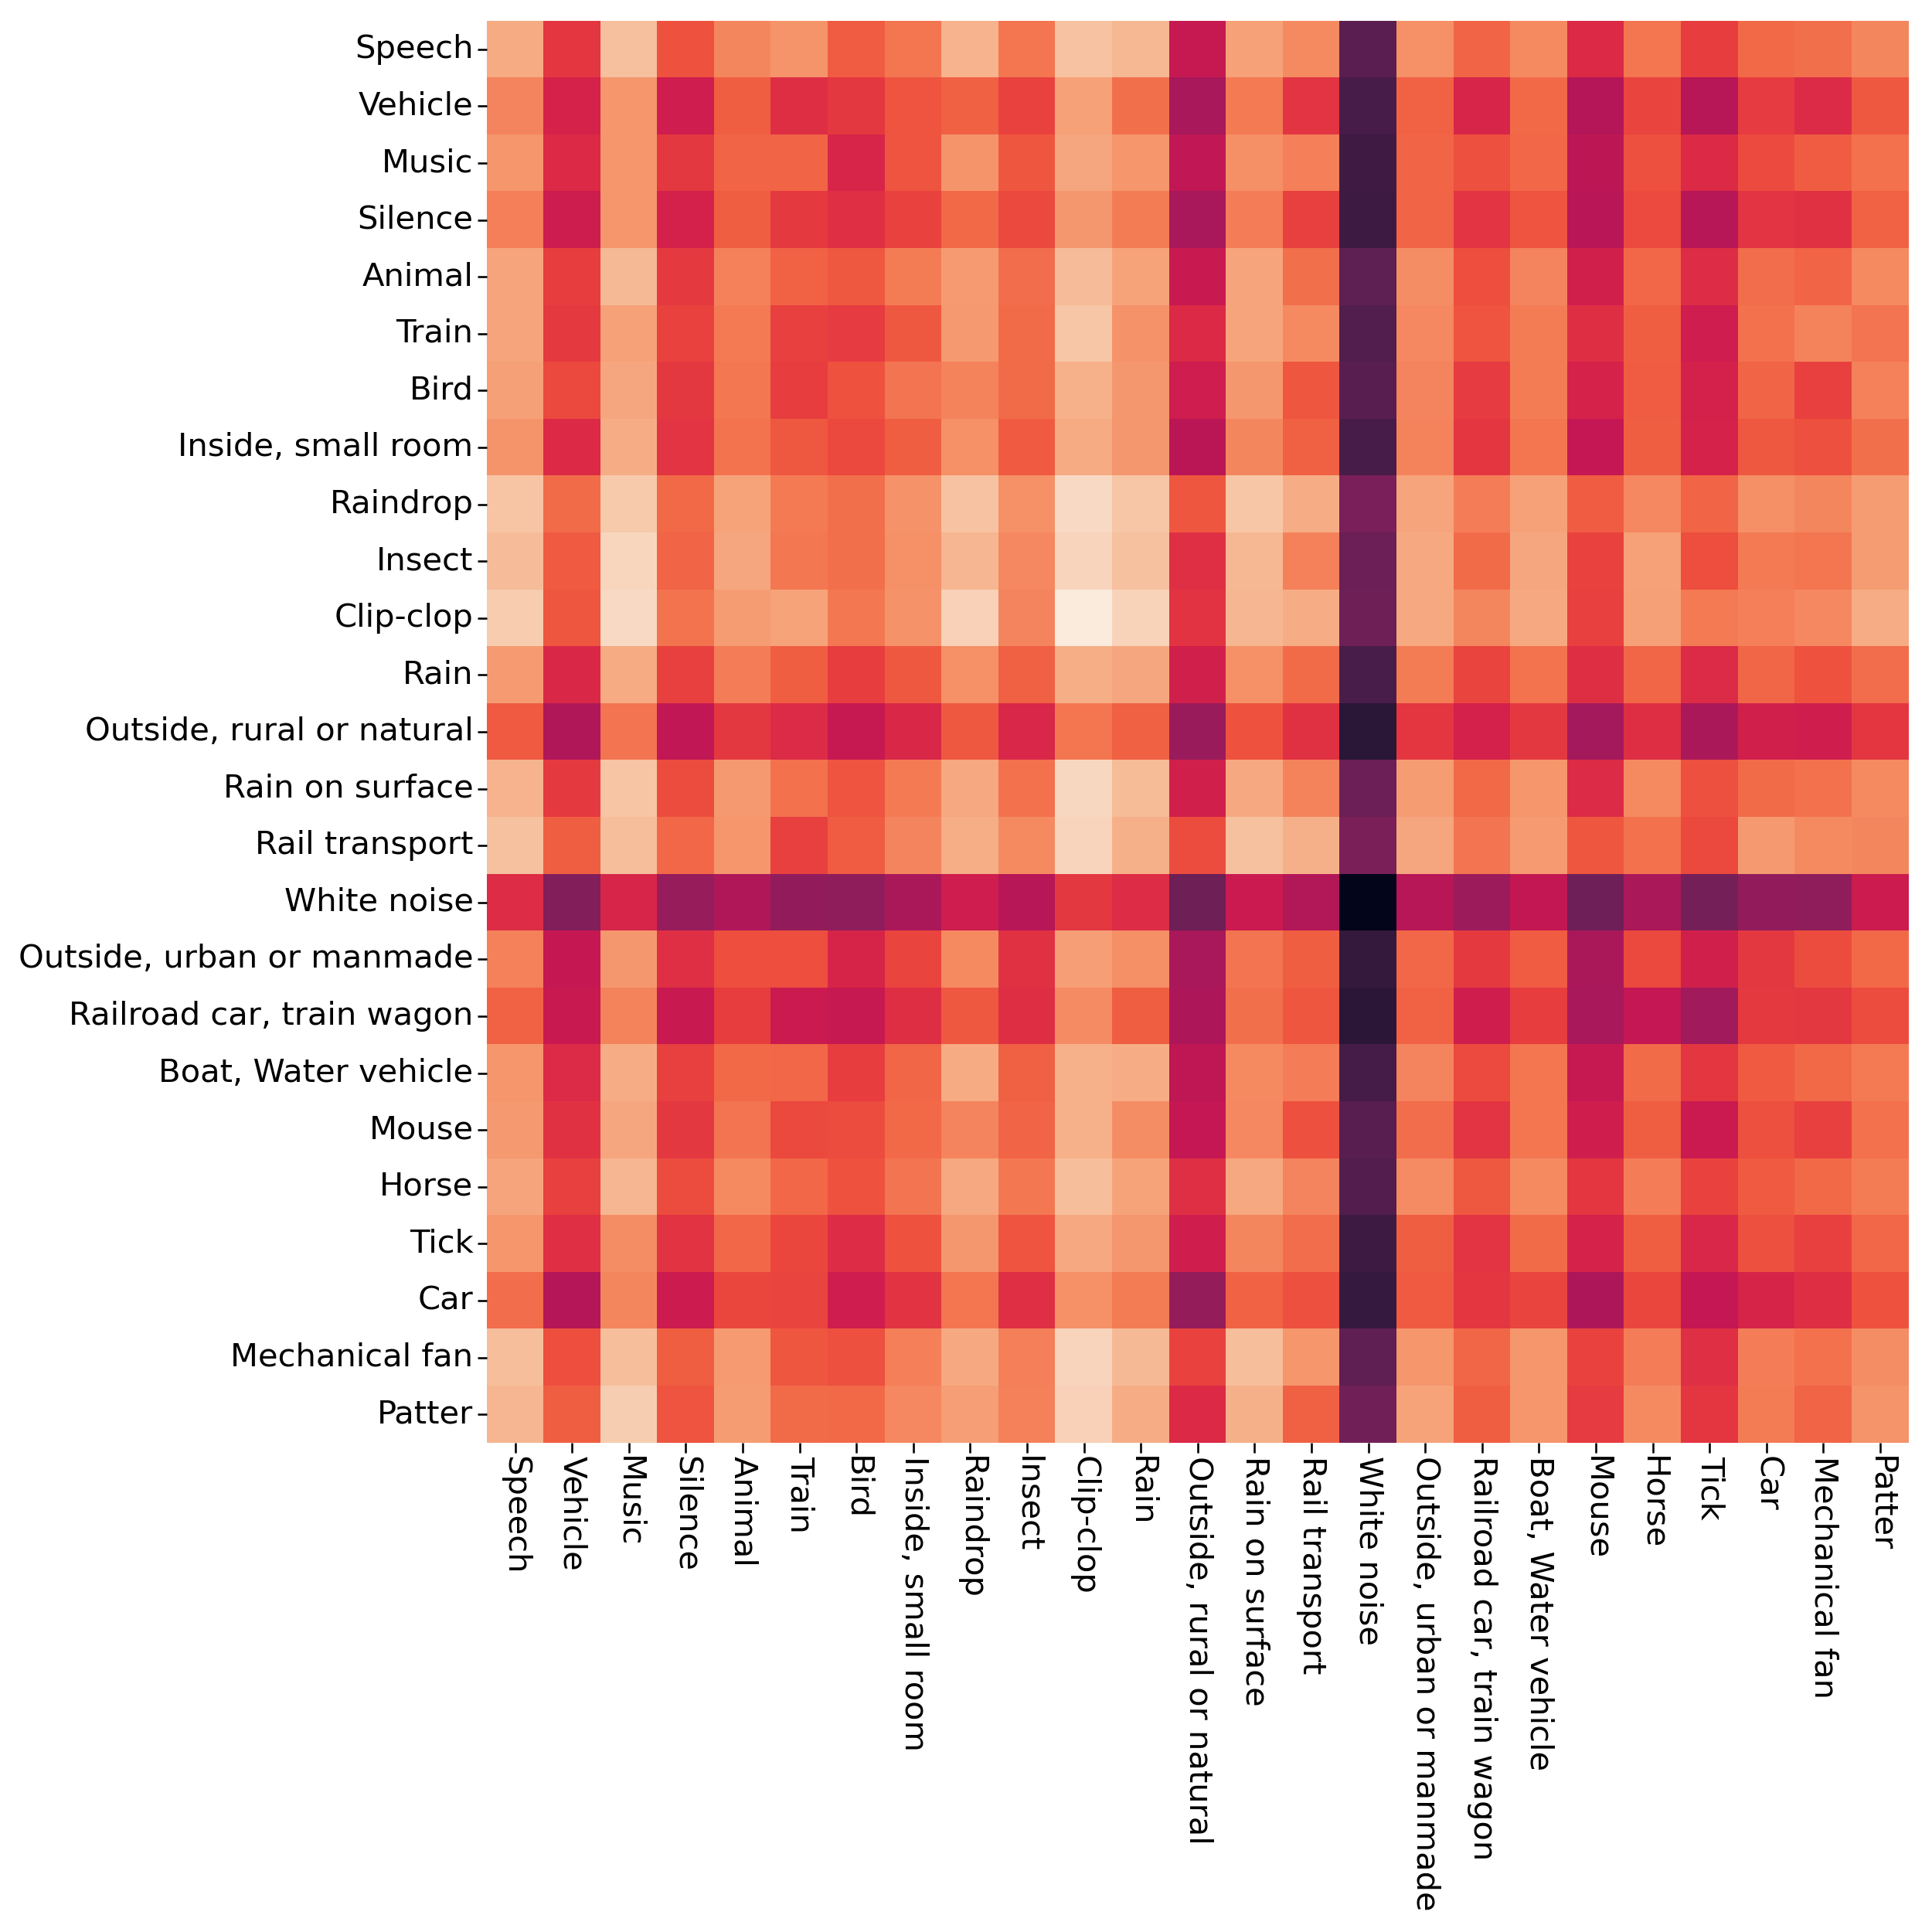 Speech
Vehicle
Music
Silence
Animal
Train
Bird
Inside, small room
Raindrop
Insect
Clip-clop
Rain
Outside, rural or natural
Rain on surface
Rail transport
White noise
Outside, urban or manmade
Railroad car, train wagon
Boat, Water vehicle
Mouse
Horse
Tick
Car
Mechanical fan
Patter
Speech
Vehicle
Music
Silence
Animal
Train
Bird
Inside, small room
Raindrop
Insect
Clip-clop
Rain
Outside, rural or natural
Rain on surface
Rail transport
White noise
Outside, urban or manmade
Railroad car, train wagon
Boat, Water vehicle
Mouse
Horse
Tick
Car
Mechanical fan
Patter